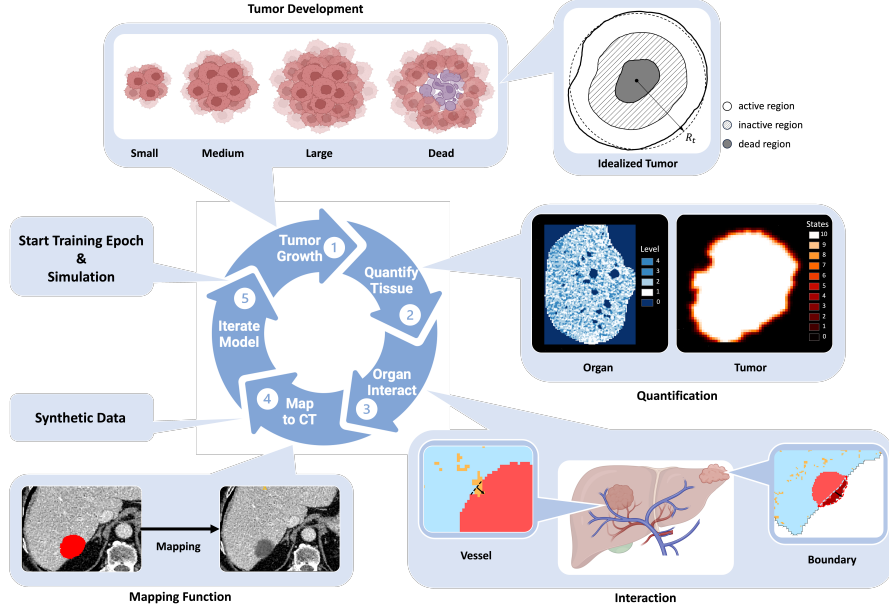 Tumor Development
Small
Medium
Large
Dead
R_t
Idealized Tumor
active region
inactive region
dead region
Start Training Epoch
&
Simulation
Synthetic Data
Tumor
Growth
1
Quantify
Tissue
2
Organ
Interact
3
Map
to CT
4
Iterate
Model
5
Level
4
3
2
1
0
Organ
States
10
9
8
7
6
5
4
3
2
1
0
Tumor
Quantification
Mapping
Mapping Function
Vessel
Boundary
Interaction